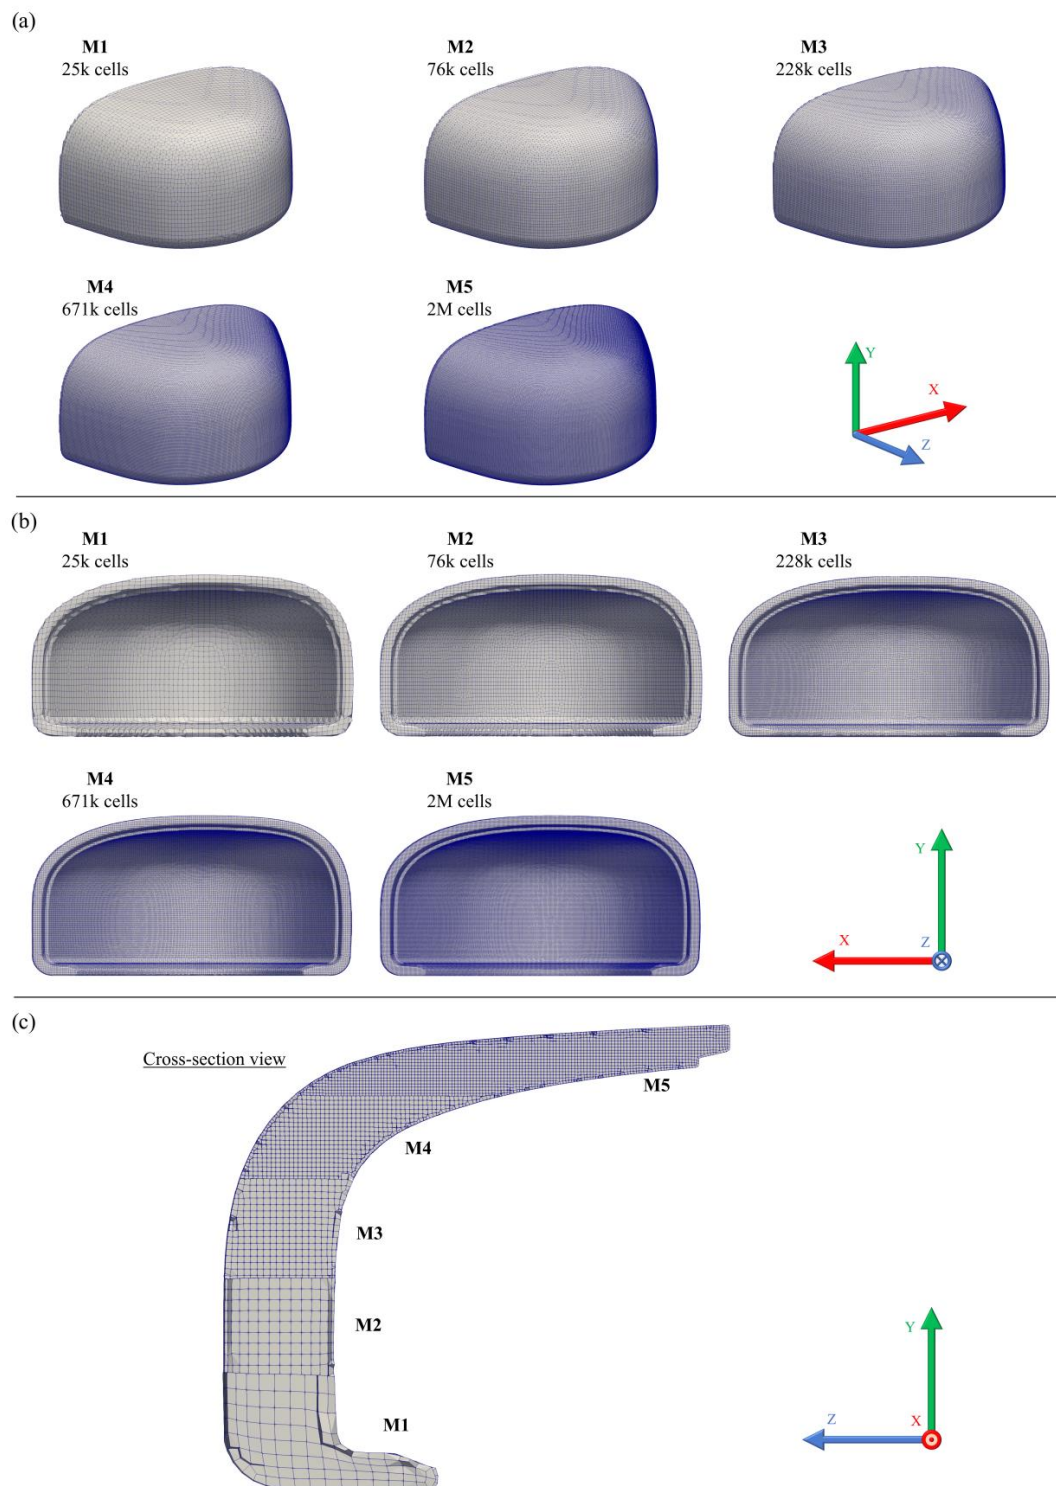 (a)
M1
25k cells
M2
76k cells
M3
228k cells
M4
671k cells
M5
2M cells
Y
X
Z
(b)
M1
25k cells
M2
76k cells
M3
228k cells
M4
671k cells
M5
2M cells
Y
X
Z
(c)
Cross-section view
M5
M4
M3
M2
M1
Y
Z
X